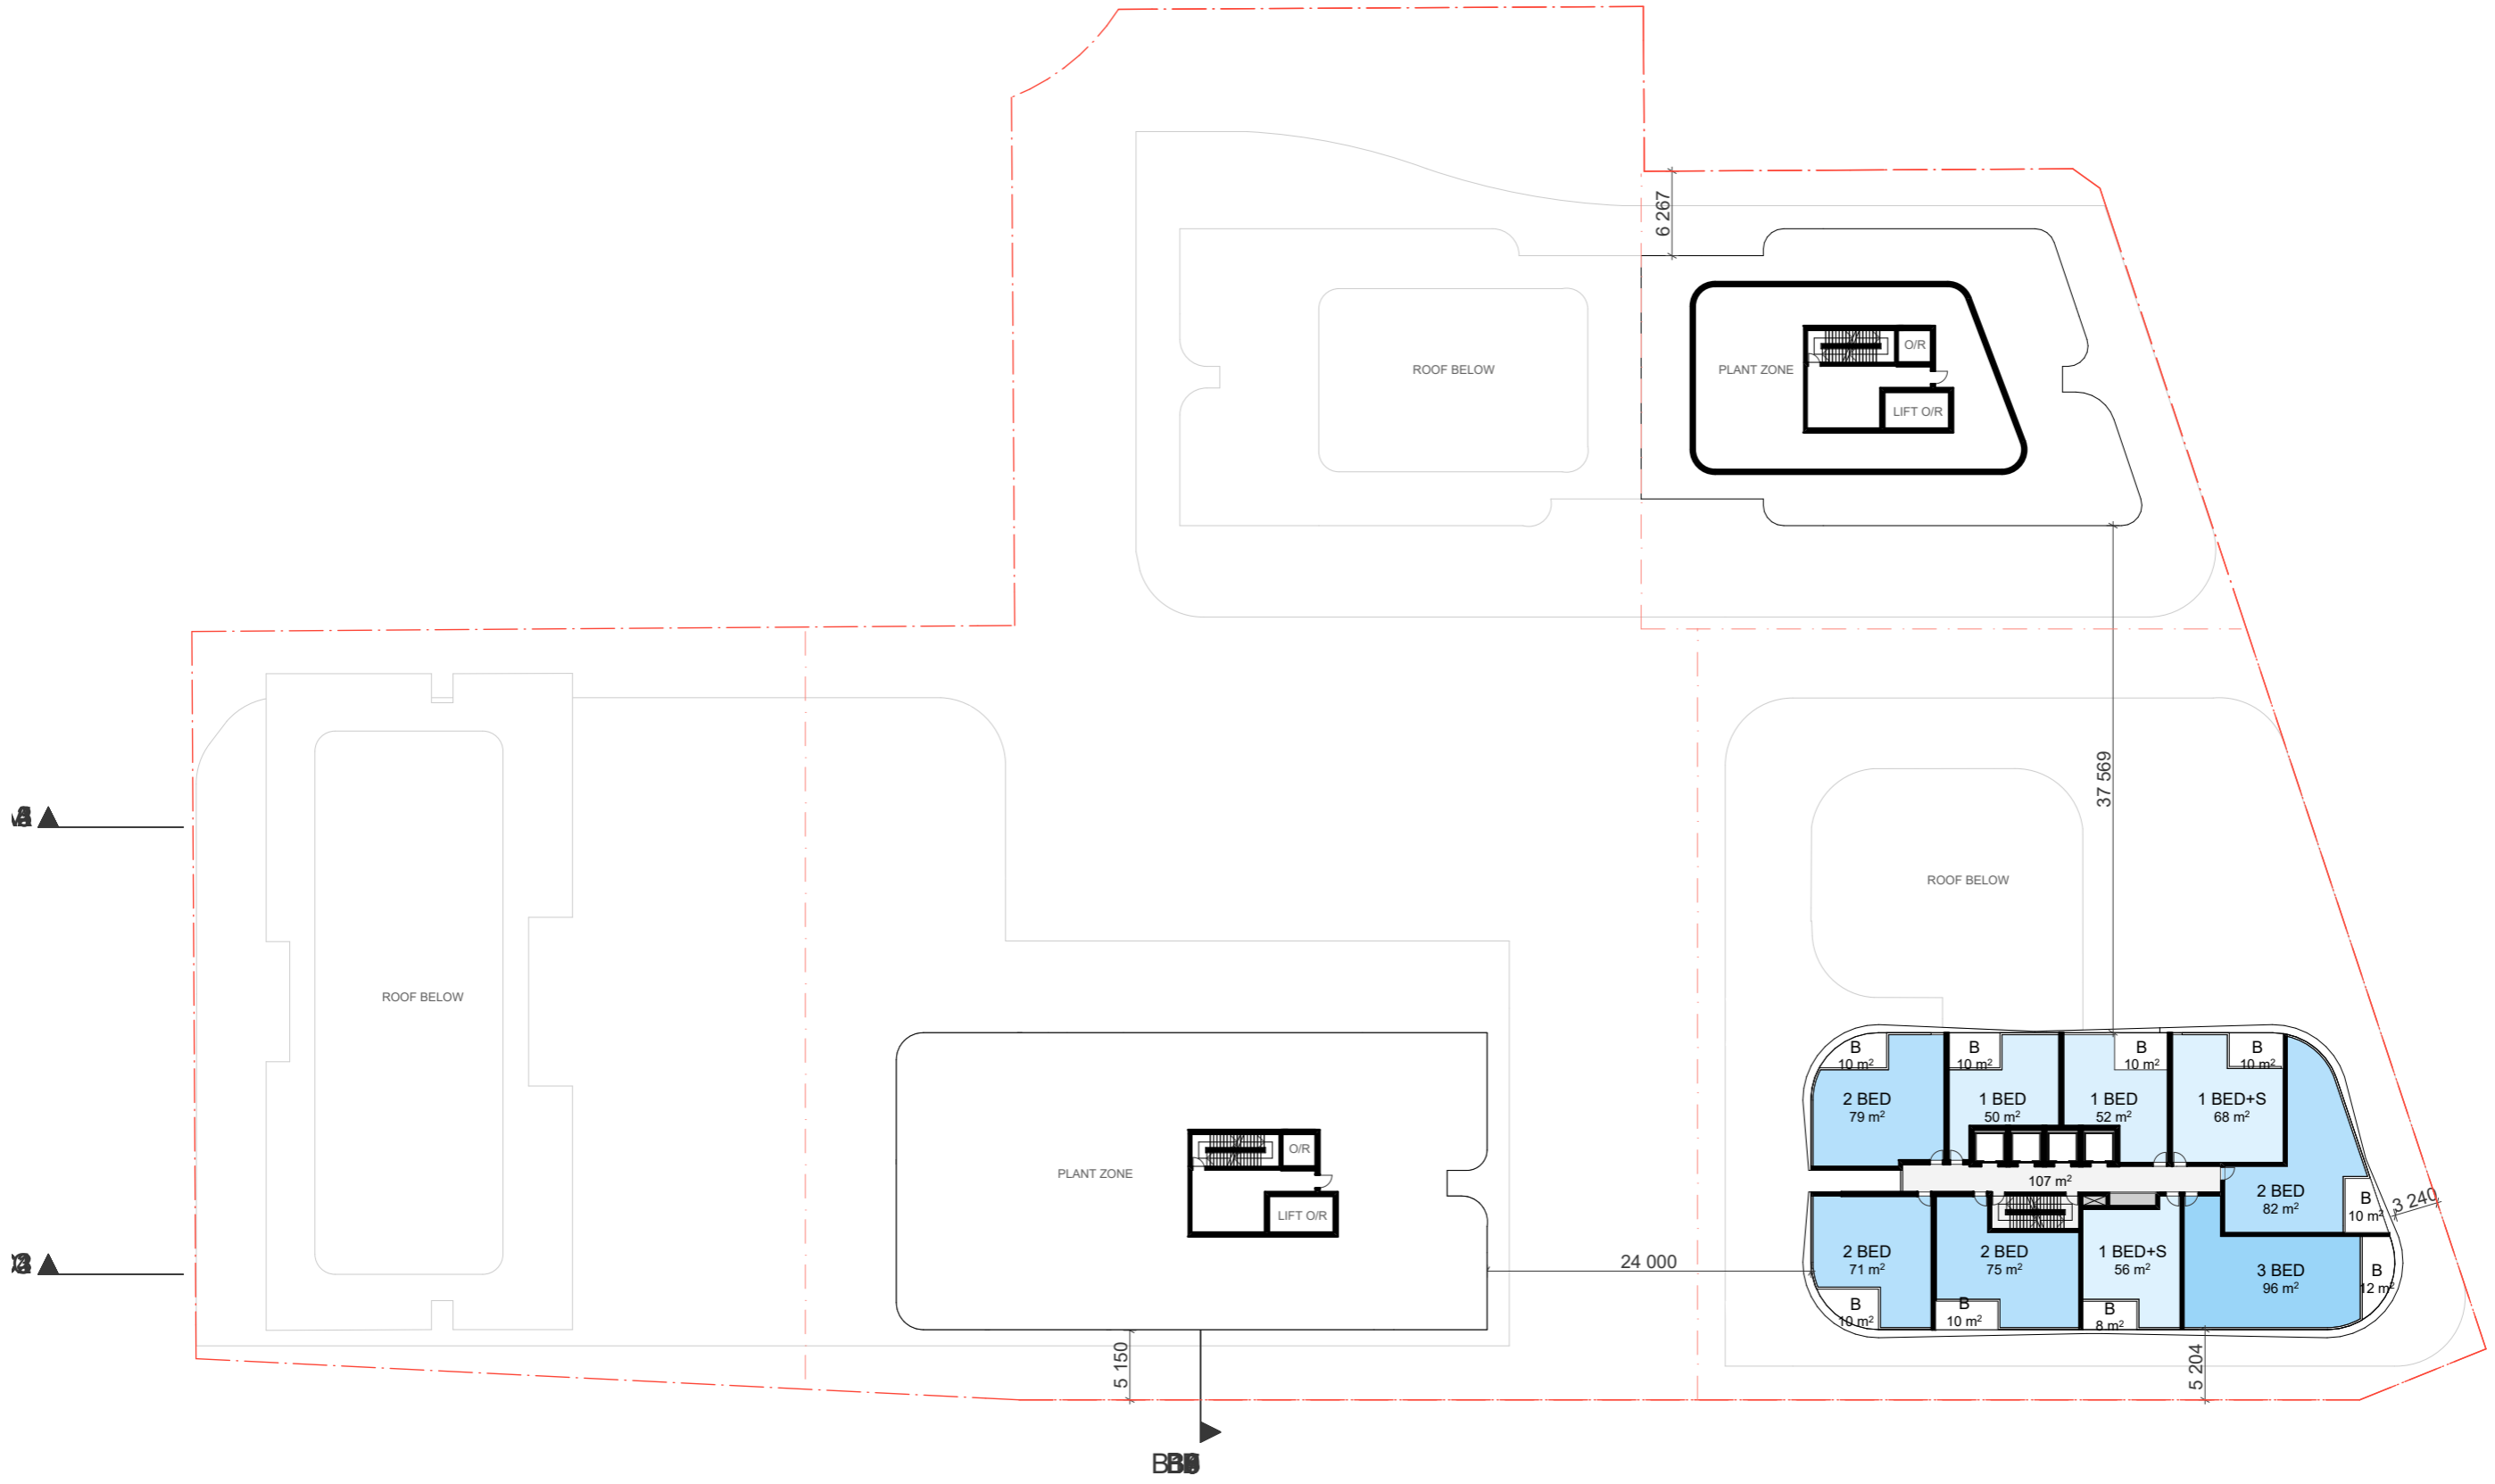 6 267
O/R
ROOF BELOW
PLANT ZONE
LIFT O/R
37 569
ROOF BELOW
ROOF BELOW
B
10 m²
B
10 m²
B
10 m²
B
10 m²
2 BED
79 m²
1 BED
50 m²
1 BED
52 m²
1 BED+S
68 m²
O/R
PLANT ZONE
LIFT O/R
107 m²
2 BED
82 m²
B
10 m²
3 240
24 000
2 BED
71 m²
2 BED
75 m²
1 BED+S
56 m²
3 BED
96 m²
B
12 m²
B
10 m²
B
10 m²
B
8 m²
5 150
5 204